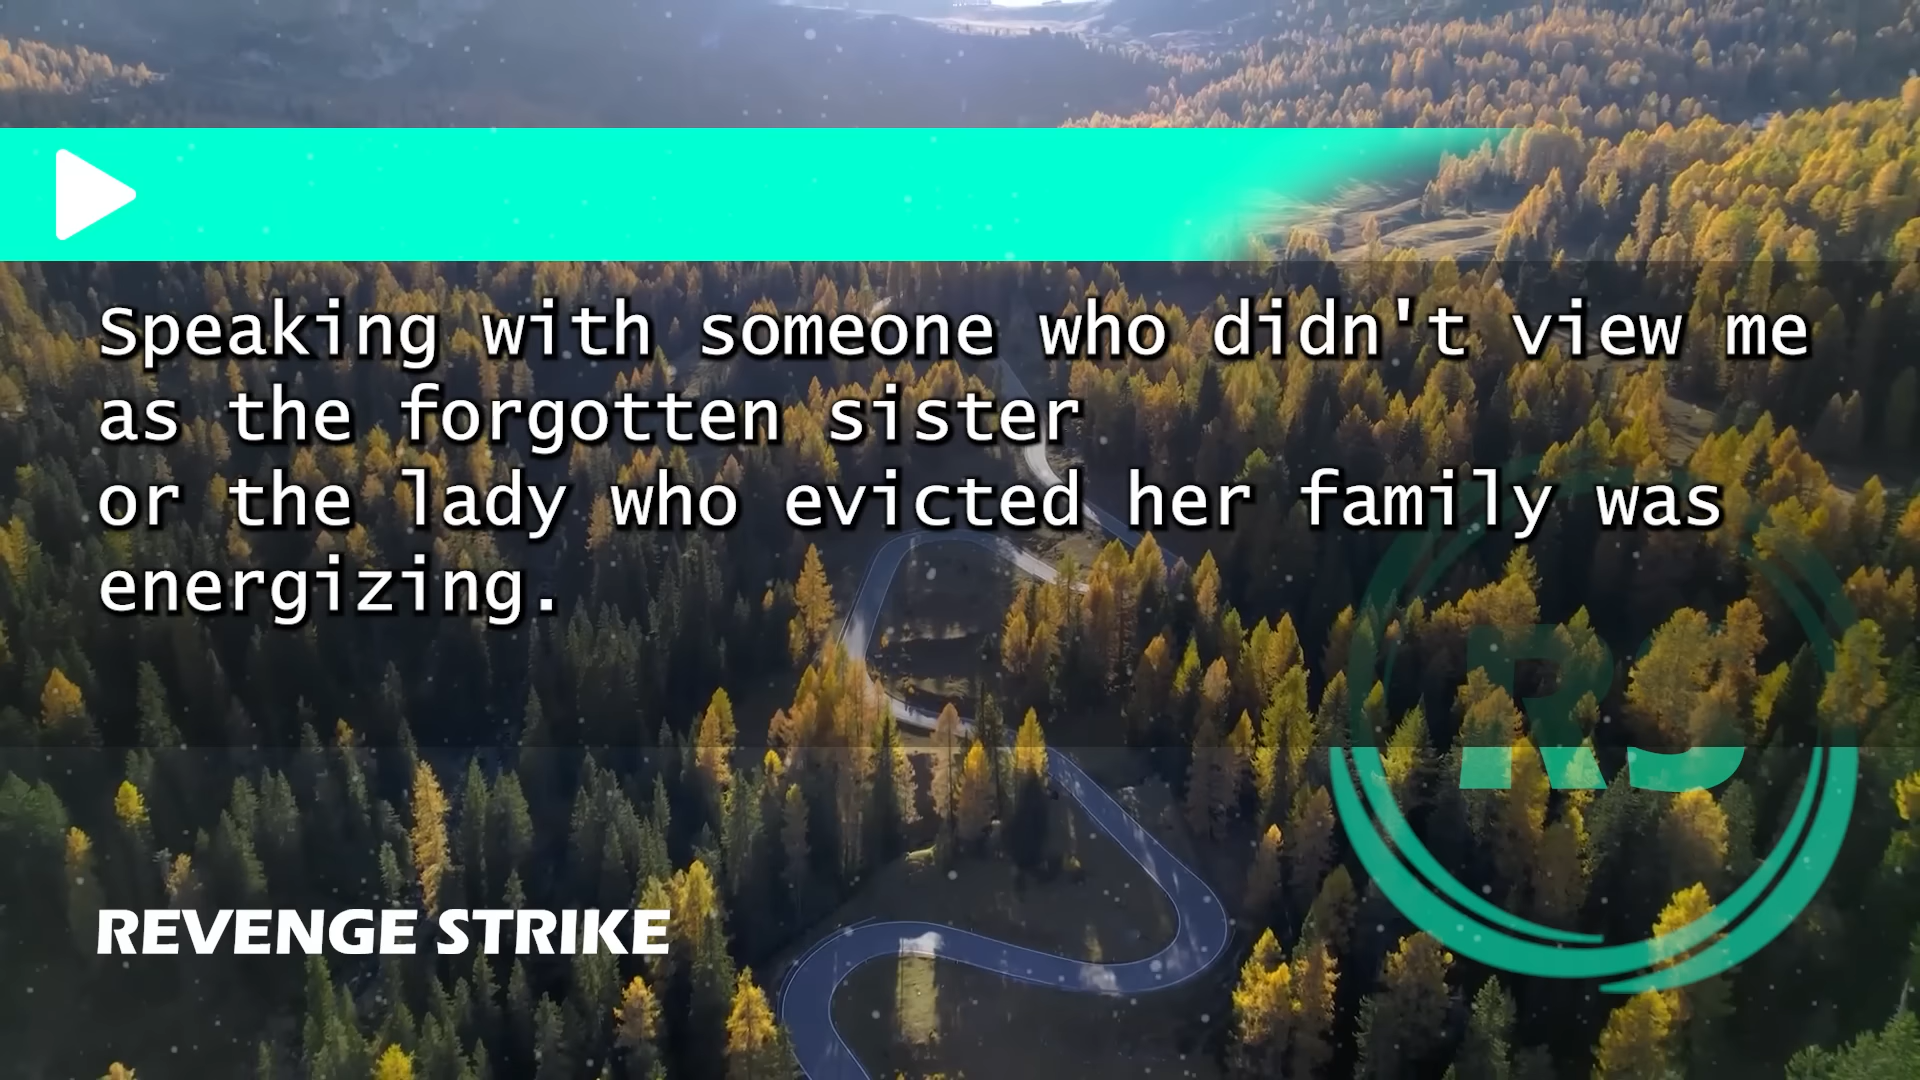 Speaking with someone who didn't view me
as the forgotten sister
or the lady who evicted her family was
energizing.
RS
REVENGE STRIKE